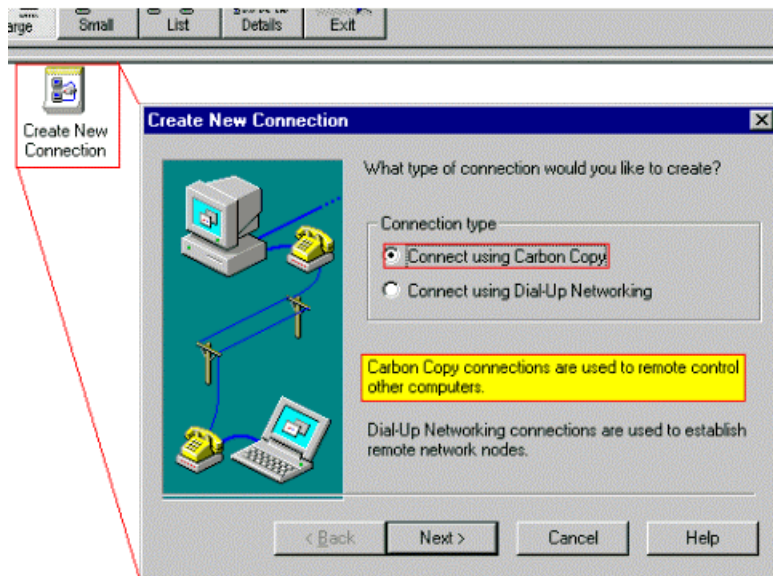 arge
Small
List
Details
Exit
Create New
Connection
Create New Connection
What type of connection would you like to create?
Connection type
Connect using Carbon Copy
Connect using Dial-Up Networking
Carbon Copy connections are used to remote control
other computers.
Dial-Up Networking connections are used to establish
remote network nodes.
< Back
Next >
Cancel
Help